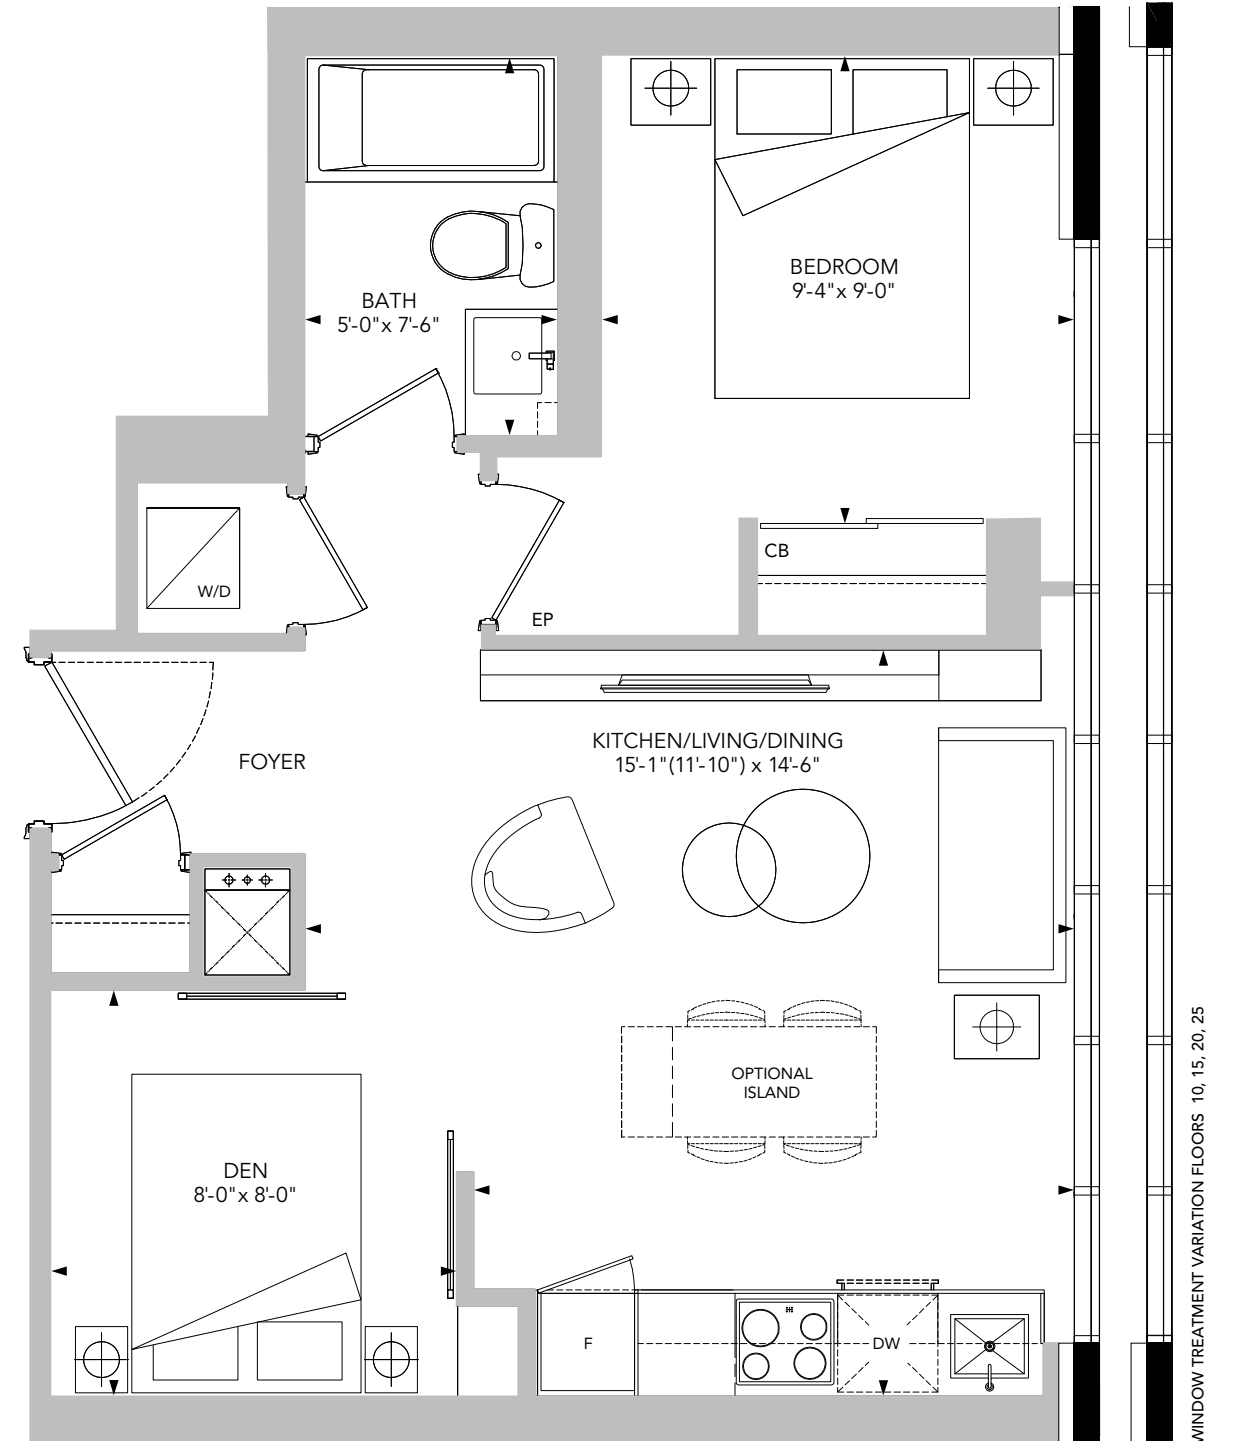 BEDROOM
9'-4"x 9'-0"
BATH
5'-0"x 7'-6"
CB
W/D
EP
KITCHEN/LIVING/DINING
15'-1"(11'-10") x 14'-6"
FOYER
OPTIONAL
ISLAND
DEN
8'-0"x 8'-0"
F
DW
WINDOW TREATMENT VARIATION FLOORS 10, 15, 20, 25